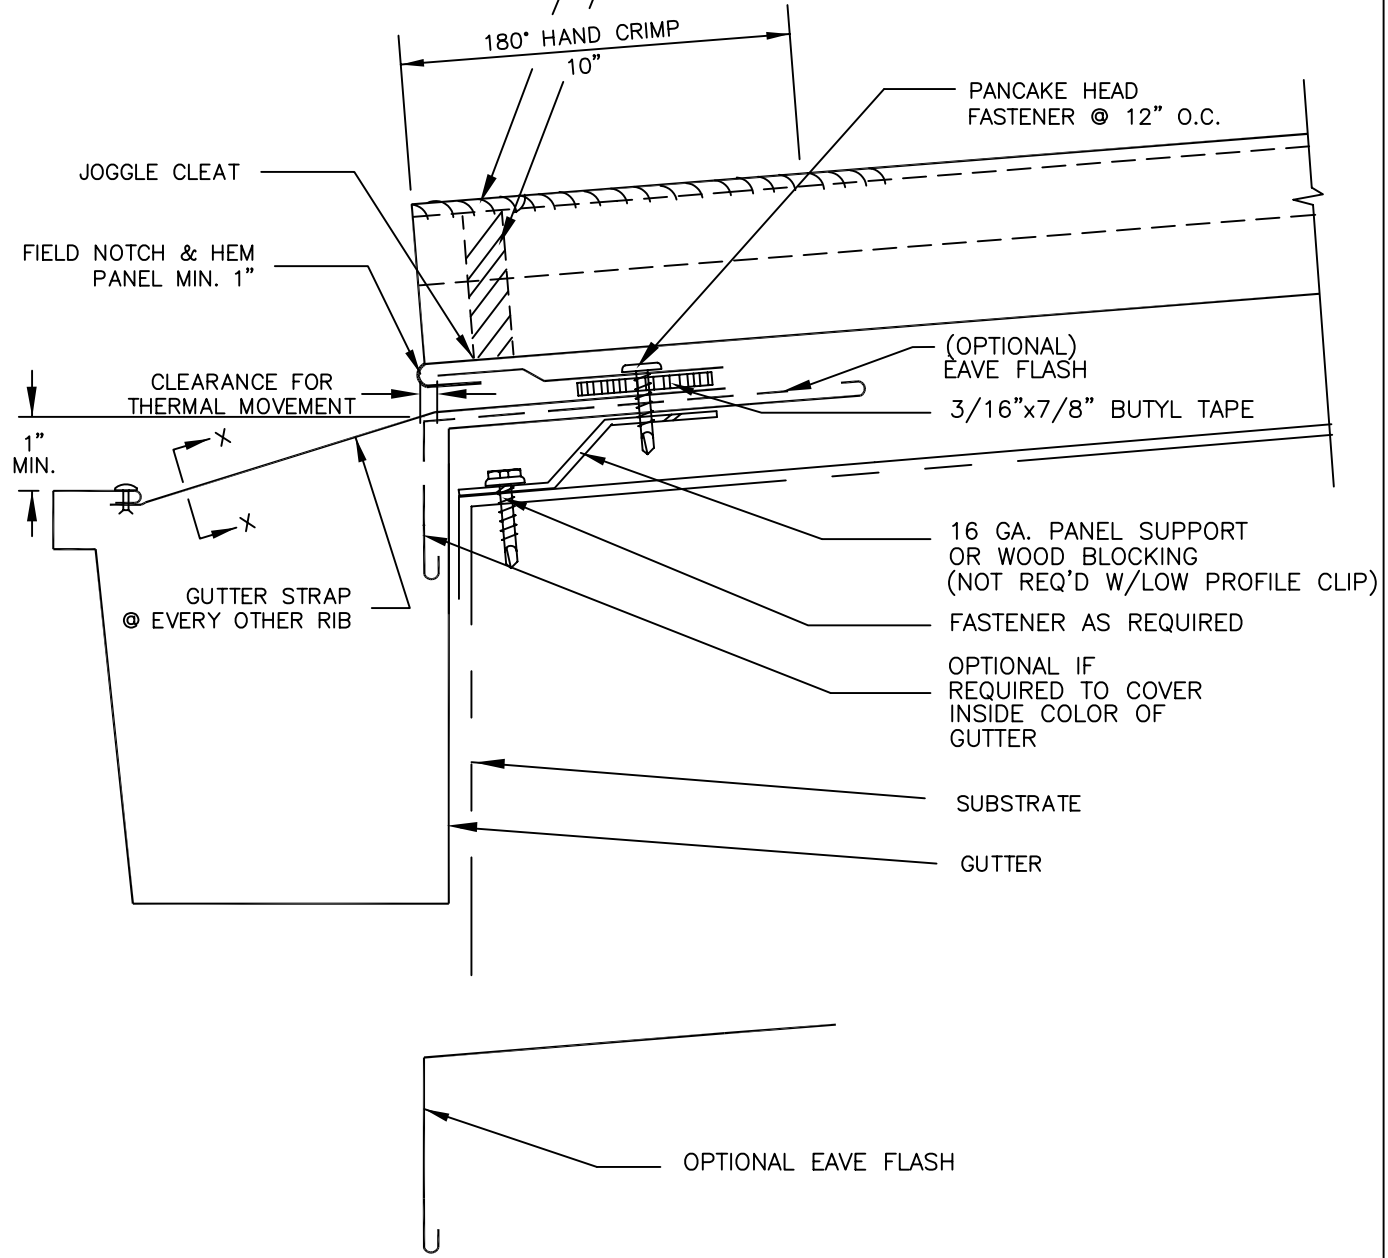 180° HAND CRIMP
10"
PANCAKE HEAD
FASTENER @ 12" O.C.
JOGGLE CLEAT
FIELD NOTCH & HEM
PANEL MIN. 1"
(OPTIONAL)
EAVE FLASH
CLEARANCE FOR
THERMAL MOVEMENT
3/16"x7/8" BUTYL TAPE
1"
MIN.
X
X
16 GA. PANEL SUPPORT
OR WOOD BLOCKING
(NOT REQ'D W/LOW PROFILE CLIP)
GUTTER STRAP
@ EVERY OTHER RIB
FASTENER AS REQUIRED
OPTIONAL IF
REQUIRED TO COVER
INSIDE COLOR OF
GUTTER
SUBSTRATE
GUTTER
OPTIONAL EAVE FLASH